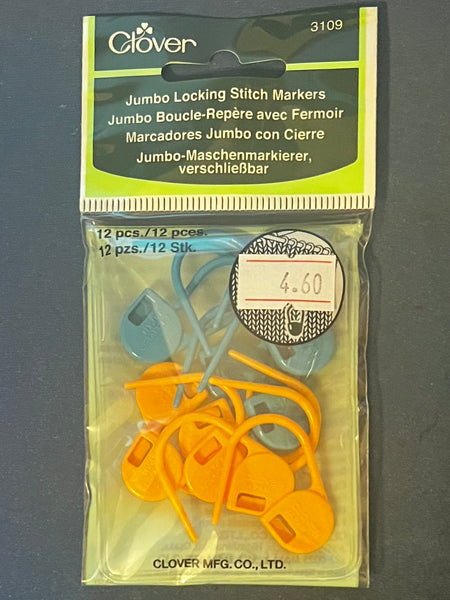 Clover
3109
Jumbo Locking Stitch Markers
Jumbo Boucle-Repère avec Fermoir
Marcadores Jumbo con Cierre
Jumbo-Maschenmarkierer,
verschließbar
12 pcs./12 pces.
12 pzs./12 Stk.
4.60
CLOVER MFG.CO.,LTD.